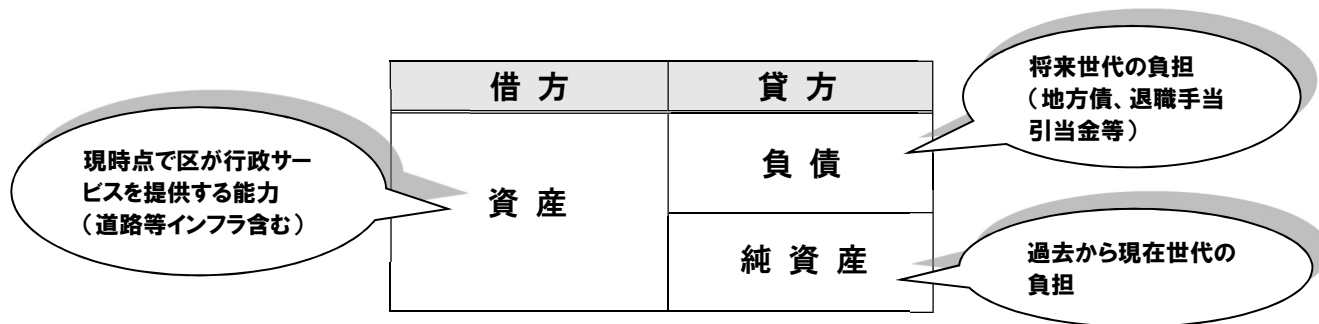 借方
貸方
将来世代の負担
（地方債、退職手当
引当金等）
現時点で区が行政サー
ビスを提供する能力
（道路等インフラ含む）
資産
負債
純資産
過去から現在世代の
負担